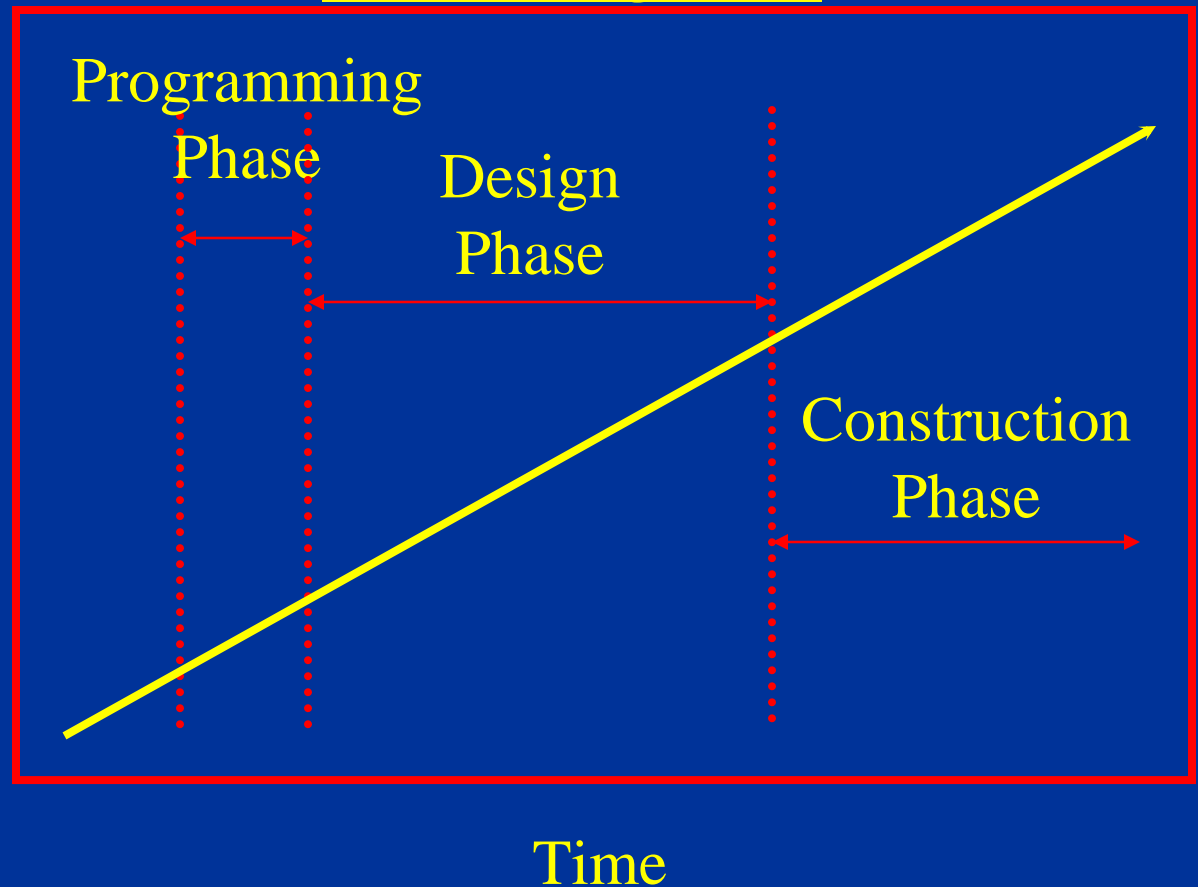 Programming
Phase
Design
Phase
Construction
Phase
Time